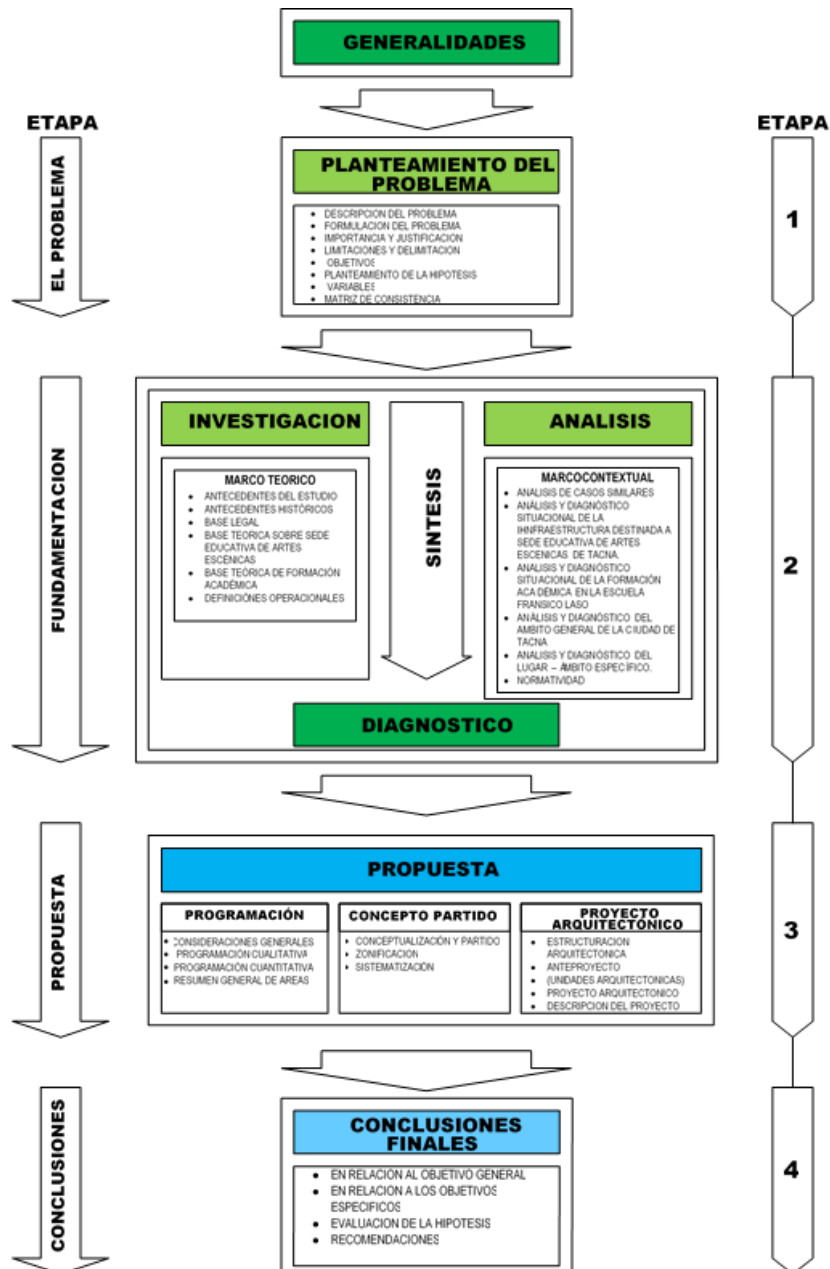 GENERALIDADES
ETAPA
ETAPA
EL PROBLEMA
PLANTEAMIENTO DEL
PROBLEMA
• DESCRIPCION DEL PROBLEMA
• FORMULACION DEL PROBLEMA
• IMPORTANCIA Y JUSTIFICACION
• LIMITACIONES Y DELIMITACION
• OBJETIVOS
• PLANTEAMIENTO DE LA HIPOTESIS
• VARIABLES
• MATRIZ DE CONSISTENCIA
1
FUNDAMENTACION
INVESTIGACION
MARCO TEORICO
• ANTECEDENTES DEL ESTUDIO
• ANTECEDENTES HISTÓRICOS
• BASE LEGAL
• BASE TEORICA SOBRE SEDE
EDUCATIVA DE ARTES
ESCÉNICAS
• BASE TEÓRICA DE FORMACIÓN
ACADÉMICA
• DEFINICIÓNES OPERACIONALES
SINTESIS
ANALISIS
MARCOCONTEXTUAL
• ANALISIS DE CASOS SIMILARES
• ANÁLISIS Y DIAGNÓSTICO
SITUACIONAL DE LA
IHNFRAESTRUCTURA DESTINADA A
SEDE EDUCATIVA DE ARTES
ESCENICAS DE TACNA.
• ANALISIS Y DIAGNÓSTICO
SITUACIONAL DE LA FORMACIÓN
ACADÉMICA EN LA ESCUELA
FRANSICO LASO
• ANÁLISIS Y DIAGNÓSTICO DEL
AMBITO GENERAL DE LA CIUDAD DE
TACNA
• ANALISIS Y DIAGNÓSTICO DEL
LUGAR – ÁMBITO ESPECÍFICO.
• NORMATIVIDAD
DIAGNOSTICO
2
PROPUESTA
PROPUESTA
PROGRAMACIÓN
• CONSIDERACIONES GENERALES
• PROGRAMACIÓN CUALITATIVA
• PROGRAMACIÓN CUANTITATIVA
• RESUMEN GENERAL DE AREAS
CONCEPTO PARTIDO
• CONCEPTUALIZACIÓN Y PARTIDO
• ZONIFICACION
• SISTEMATIZACIÓN
PROYECTO
ARQUITECTÓNICO
• ESTRUCTURACION
ARQUITECTONICA
• ANTEPROYECTO
• (UNIDADES ARQUITECTONICAS)
• PROYECTO ARQUITECTONICO
• DESCRIPCION DEL PROYECTO
3
CONCLUSIONES
CONCLUSIONES
FINALES
• EN RELACION AL OBJETIVO GENERAL
• EN RELACION A LOS OBJETIVOS
ESPECIFICOS
• EVALUACION DE LA HIPOTESIS
• RECOMENDACIONES
4